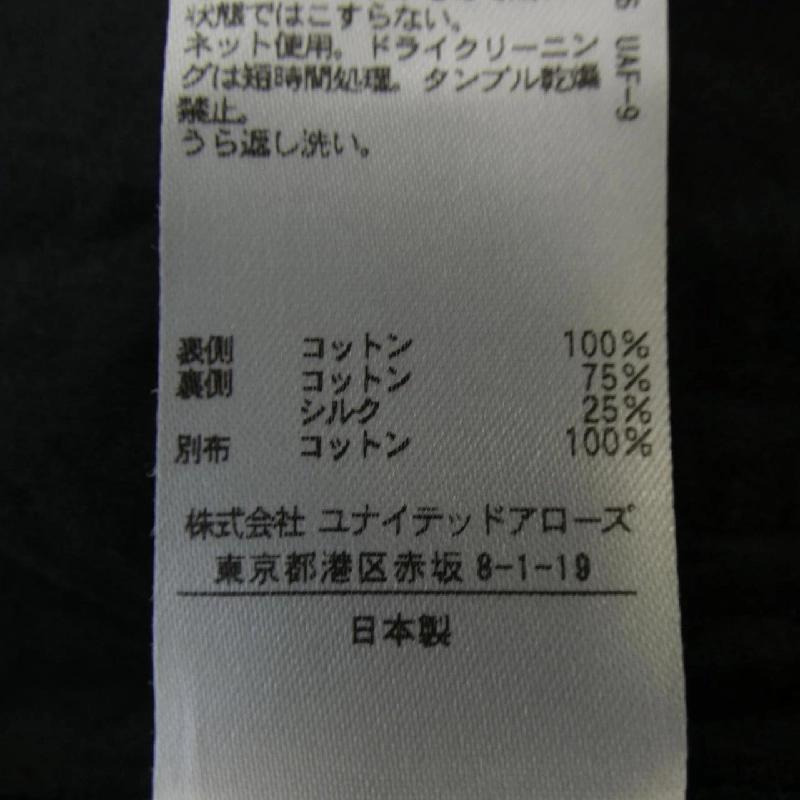 状態ではこすらない。
ネット使用。ドライクリーニン
グは短時間処理。タンブル乾燥
禁止。
うら返し洗い。
UAF-9
表側 コットン 100%
裏側 コットン 75%
シルク 25%
別布 コットン 100%
株式会社 ユナイテッドアローズ
東京都港区赤坂 8-1-19
日本製